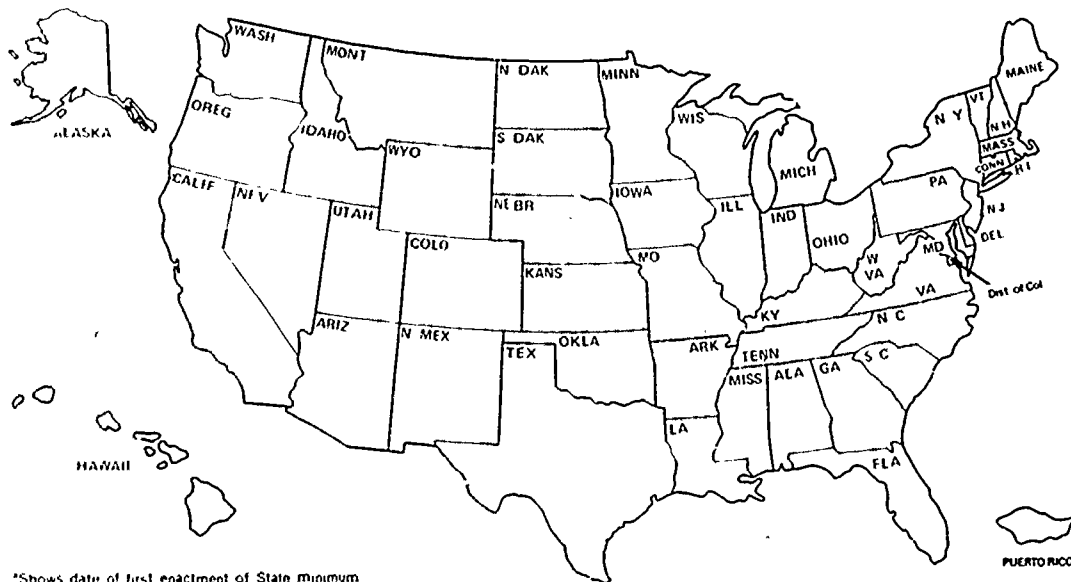 WASH
MONT
N DAK
MINN
MAINE
VT
N Y
N H
MASS
CONN
R I
OREG
IDAHO
ALASKA
S DAK
WIS
WYO
MICH
PA
CALIF
NEV
IOWA
N J
UTAH
NEBR
ILL
IND
OHIO
DEL
MD
COLO
W
VA
KANS
MO
VA
Dist of Col
KY
N C
ARIZ
N MEX
TEX
OKLA
ARK
TENN
S C
MISS
ALA
GA
LA
HAWAII
FLA
PUERTO RICO
*Shows date of first enactment of State minimum